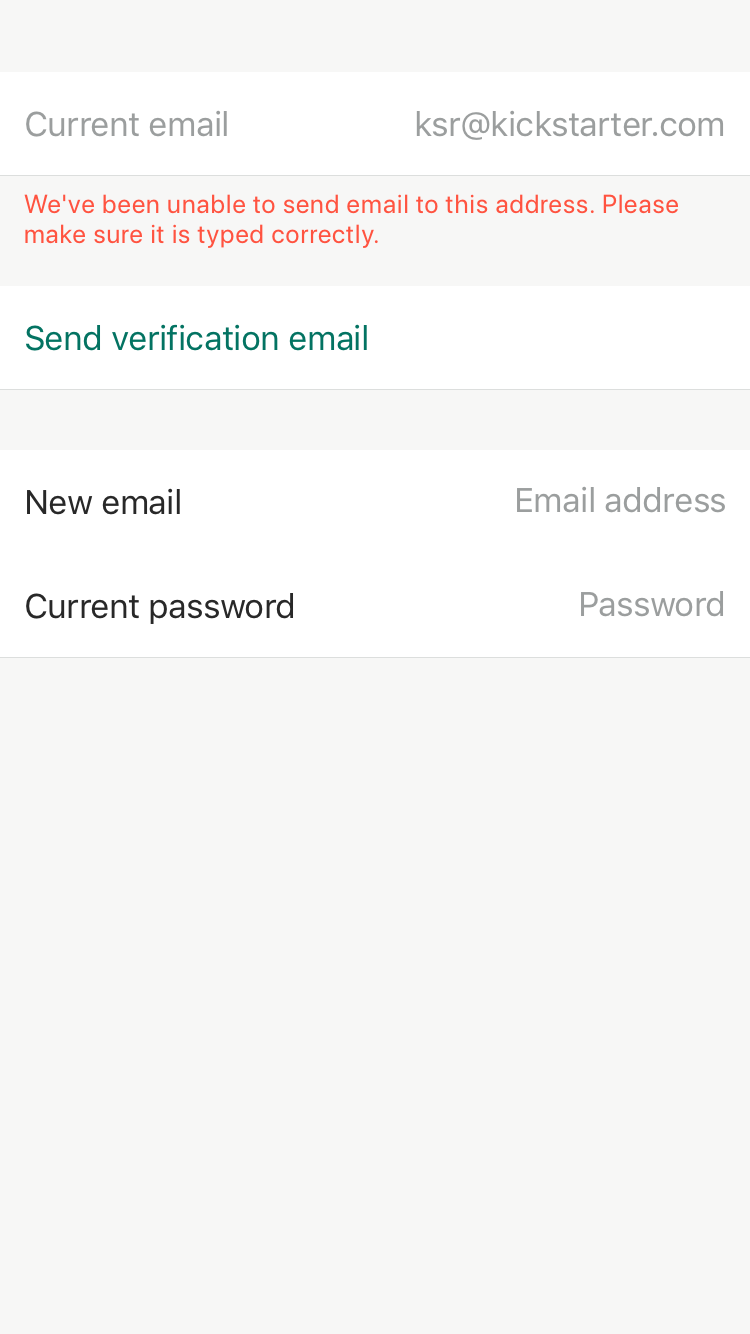 Current email ksr@kickstarter.com
We've been unable to send email to this address. Please
make sure it is typed correctly.
Send verification email
New email Email address
Current password Password